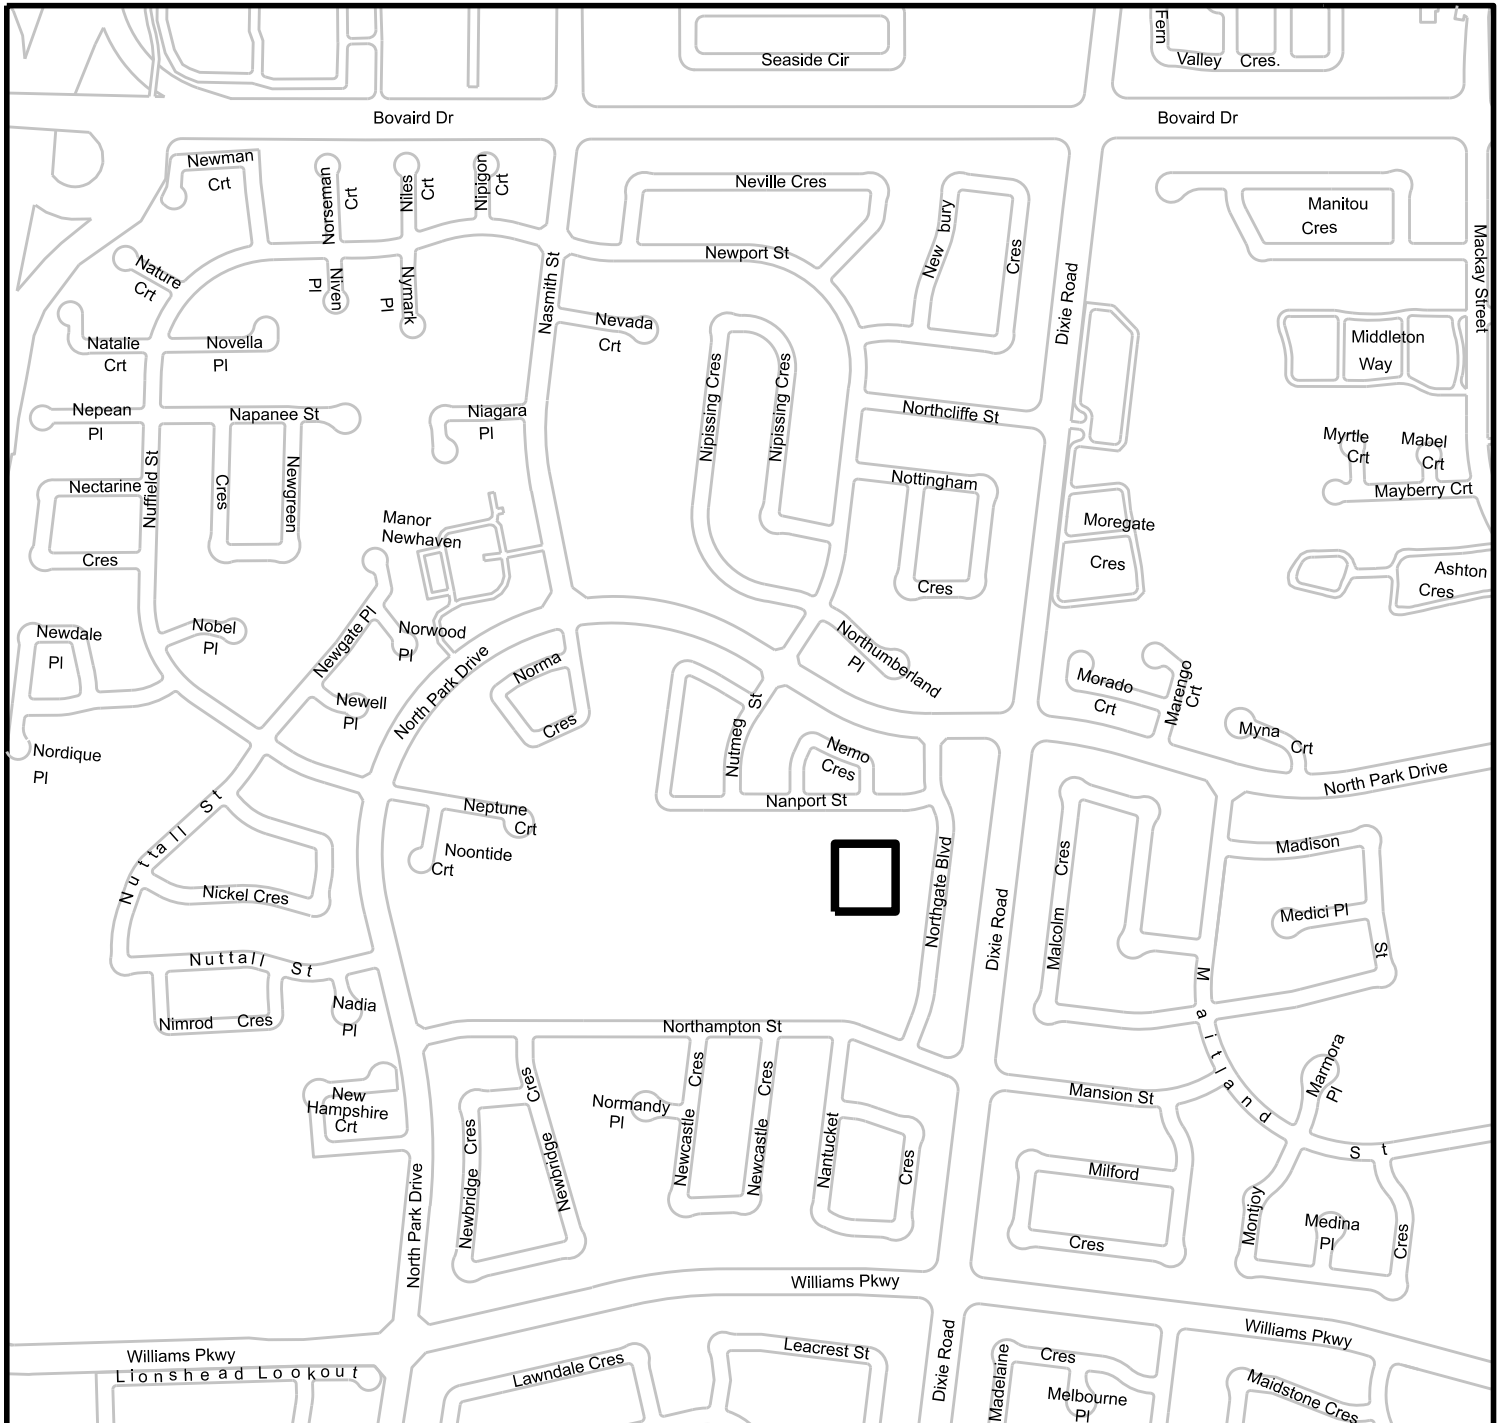 Fern
Seaside Cir
Valley Cres.
Bovaird Dr
Bovaird Dr
Newman
Crt
Norseman
Crt
Niles
Crt
Nipigon
Crt
Neville Cres
New bury
Cres
Manitou
Cres
Mackay Street
Nature
Crt
Niven
Pl
Nymark
Pl
Nasmith St
Newport St
Dixie Road
Natalie
Crt
Novella
Pl
Nevada
Crt
Middleton
Way
Nepean
Pl
Napanee St
Niagara
Pl
Nipissing Cres
Nipissing Cres
Northcliffe St
Myrtle
Crt
Mabel
Crt
Mayberry Crt
Nectarine
Cres
Nuffield St
Cres
Newgreen
Manor
Newhaven
Nottingham
Cres
Moregate
Cres
Ashton
Cres
Newdale
Pl
Nobel
Pl
Newgate Pl
Norwood
Pl
Newell
Pl
North Park Drive
Norma
Cres
Northumberland
Pl
Nutmeg St
Nemo
Cres
Morado
Crt
Marengo
Crt
Myna Crt
North Park Drive
Nordique
Pl
Nanport St
Neptune
Crt
Noontide
Crt
Nuttall St
Nickel Cres
Northgate Blvd
Dixie Road
Malcolm Cres
Madison
St
Medici Pl
Nuttall St
Nimrod Cres
Nadia
Pl
Northampton St
Maitland St
Marmora
Pl
New
Hampshire
Crt
Cres
Newbridge
Newbridge Cres
Normandy
Pl
Newcastle Cres
Newcastle Cres
Nantucket
Cres
Mansion St
Milford
Cres
Montjoy
Cres
Medina
Pl
North Park Drive
Williams Pkwy
Williams Pkwy
Williams Pkwy
Lionshead Lookout
Lawndale Cres
Leacrest St
Dixie Road
Madelaine
Cres
Melbourne
Pl
Maidstone Cres